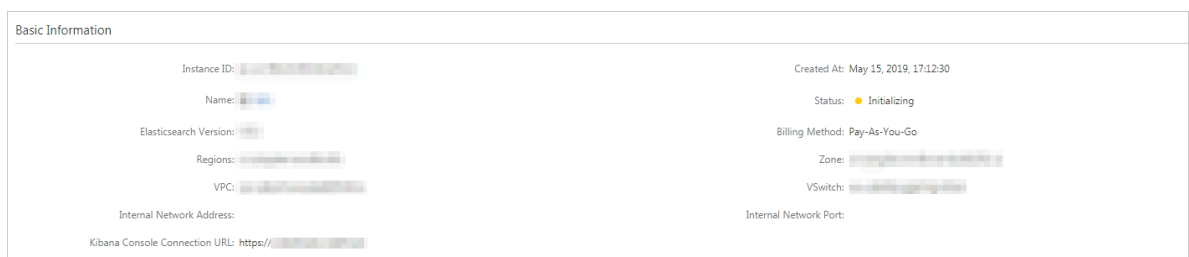 Basic Information
Instance ID:
Created At: May 15, 2019, 17:12:30
Name:
Status: Initializing
Elasticsearch Version:
Billing Method: Pay-As-You-Go
Regions:
Zone:
VPC:
VSwitch:
Internal Network Address:
Internal Network Port:
Kibana Console Connection URL: https://